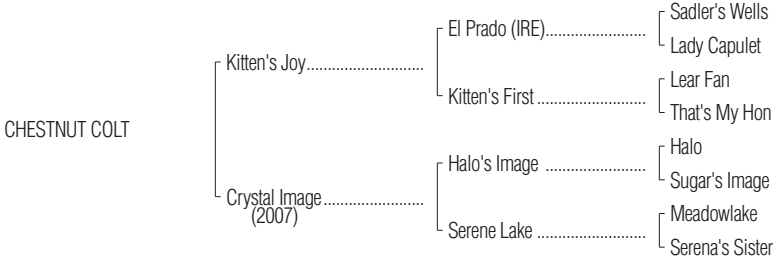 Sadler's Wells
El Prado (IRE)..........................
Lady Capulet
Kitten's Joy..............................
Lear Fan
Kitten's First ............................
That's My Hon
CHESTNUT COLT
Halo
Halo's Image ..........................
Sugar's Image
Crystal Image..........................
(2007)
Meadowlake
Serene Lake ............................
Serena's Sister